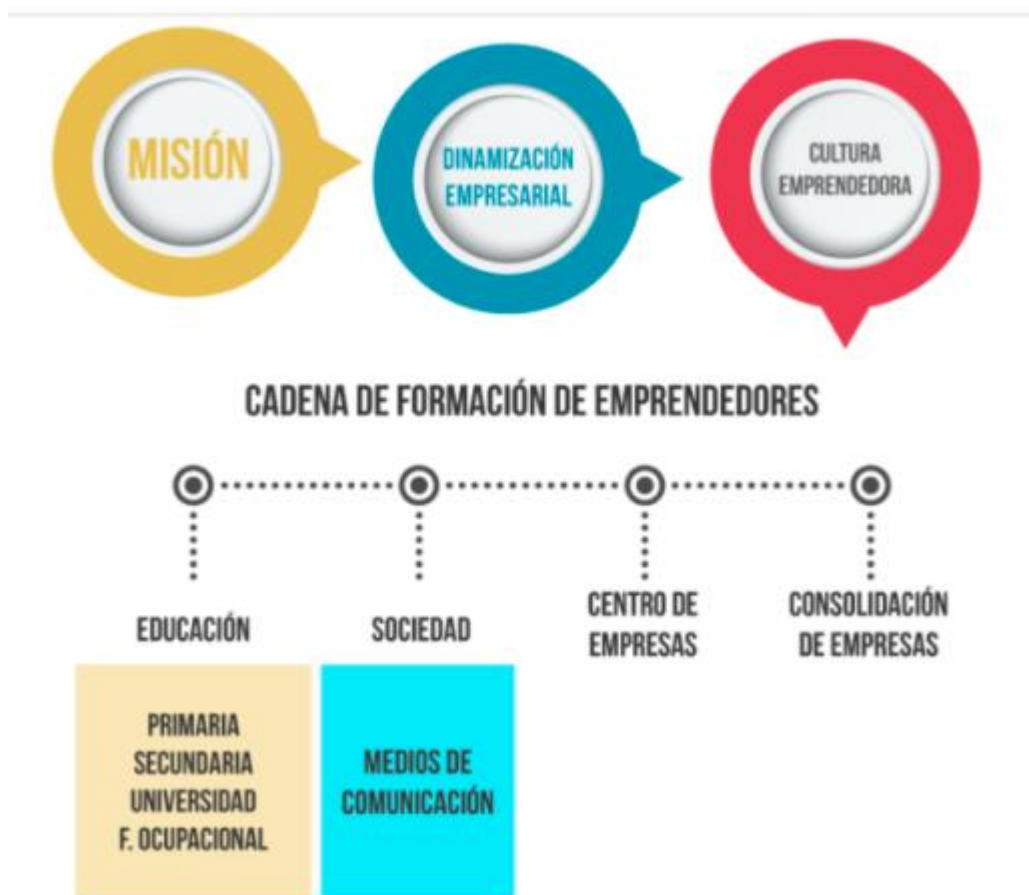 MISIÓN
DINAMIZACIÓN
EMPRESARIAL
CULTURA
EMPRENDEDORA
CADENA DE FORMACIÓN DE EMPRENDEDORES
EDUCACIÓN
SOCIEDAD
CENTRO DE
EMPRESAS
CONSOLIDACIÓN
DE EMPRESAS
PRIMARIA
SECUNDARIA
UNIVERSIDAD
F. OCUPACIONAL
MEDIOS DE
COMUNICACIÓN